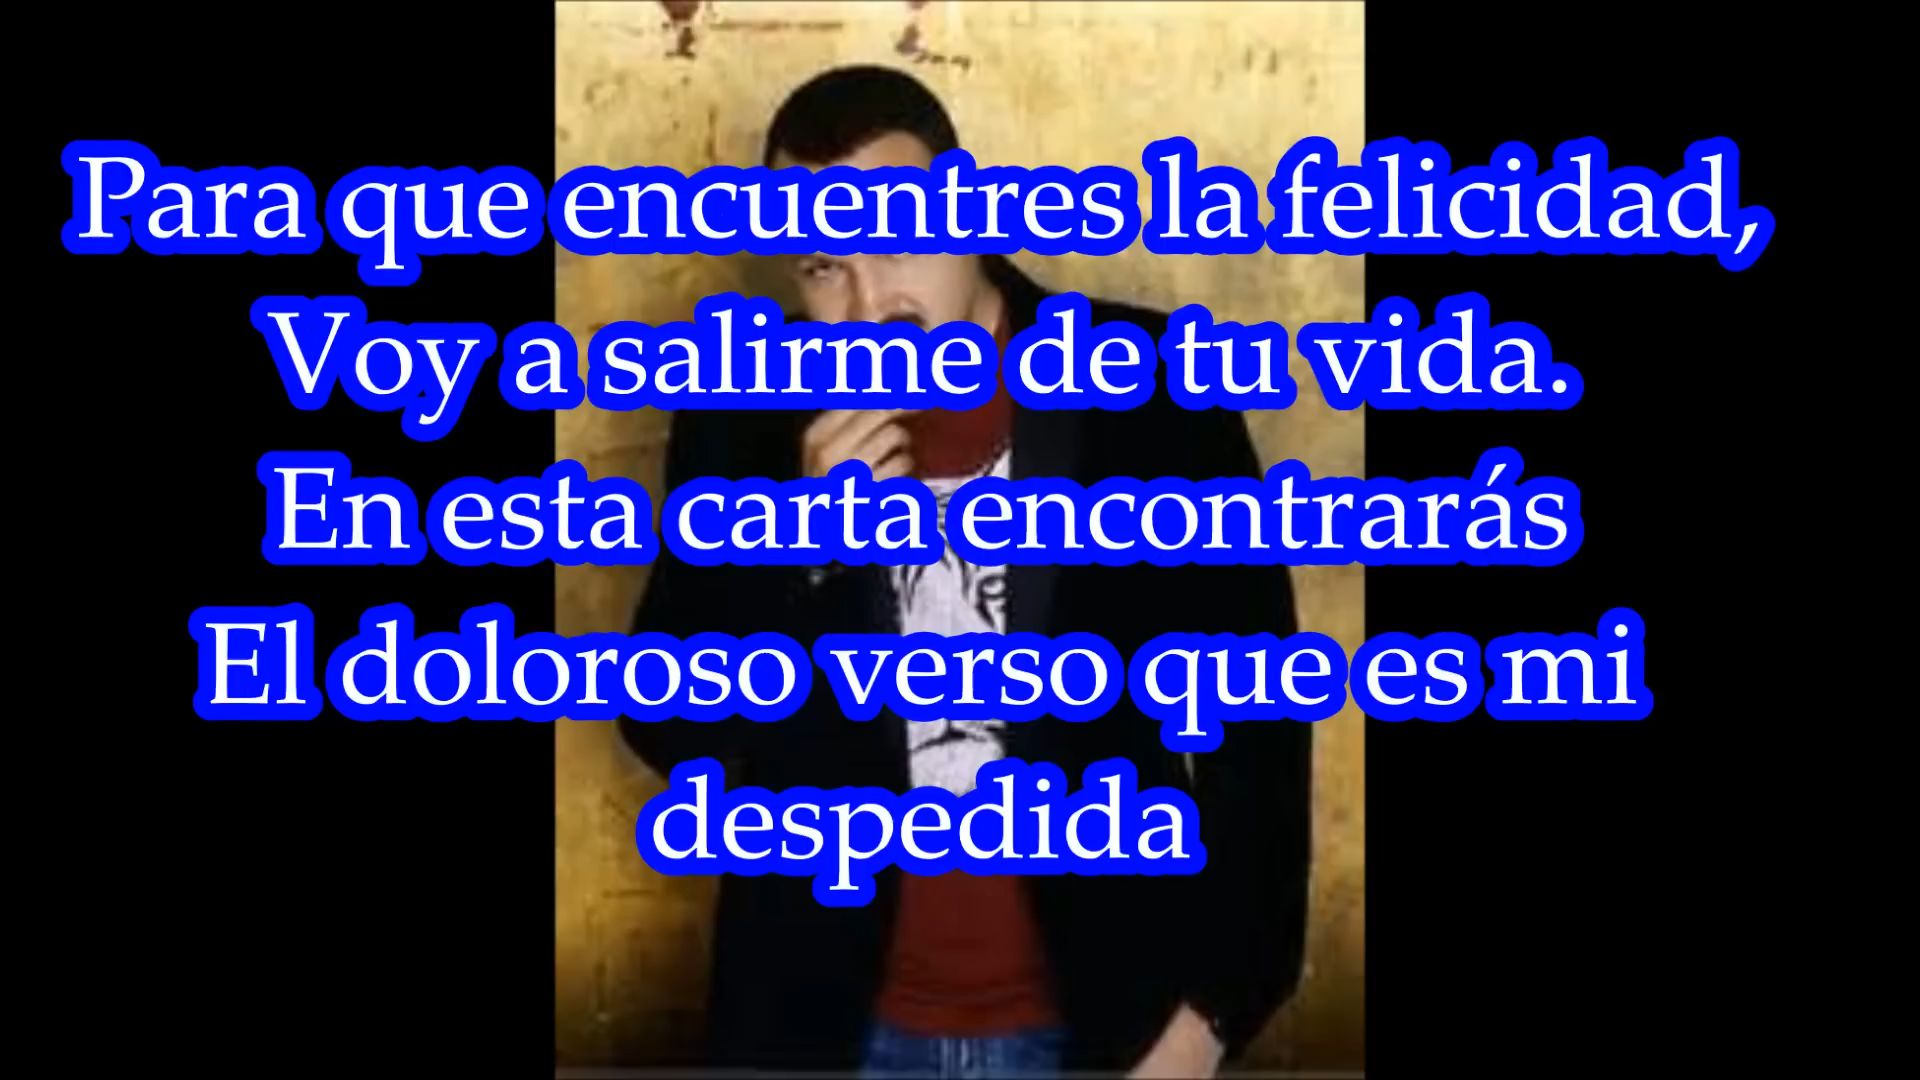 Para que encuentres la felicidad,
Voy a salirme de tu vida.
En esta carta encontrarás
El doloroso verso que es mi
despedida